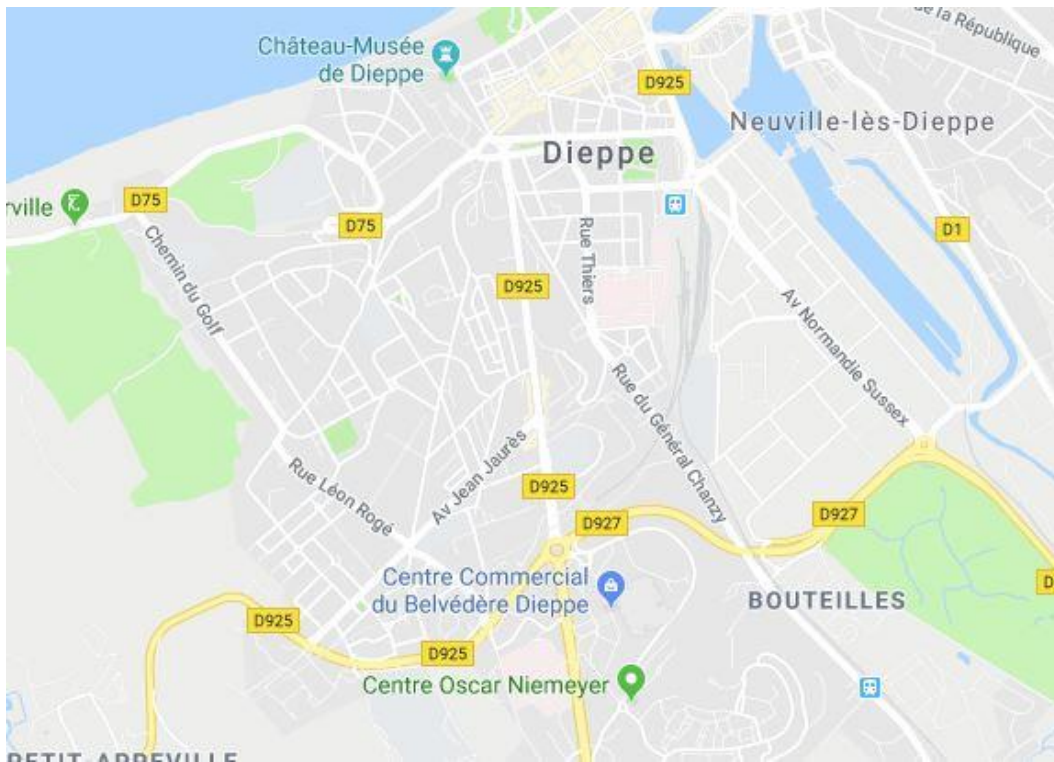 de la République
Château-Musée
de Dieppe
D925
Neuville-lès-Dieppe
Dieppe
rville
D75
D75
D1
Chemin du Golf
Rue Thiers
D925
Av Normandie Sussex
Rue du Général Chanzy
Av Jean Jaurès
Rue Léon Rogé
D925
D927
D927
Centre Commercial
du Belvédère Dieppe
D
BOUTEILLES
D925
D925
Centre Oscar Niemeyer
PETIT-APPEVILLE